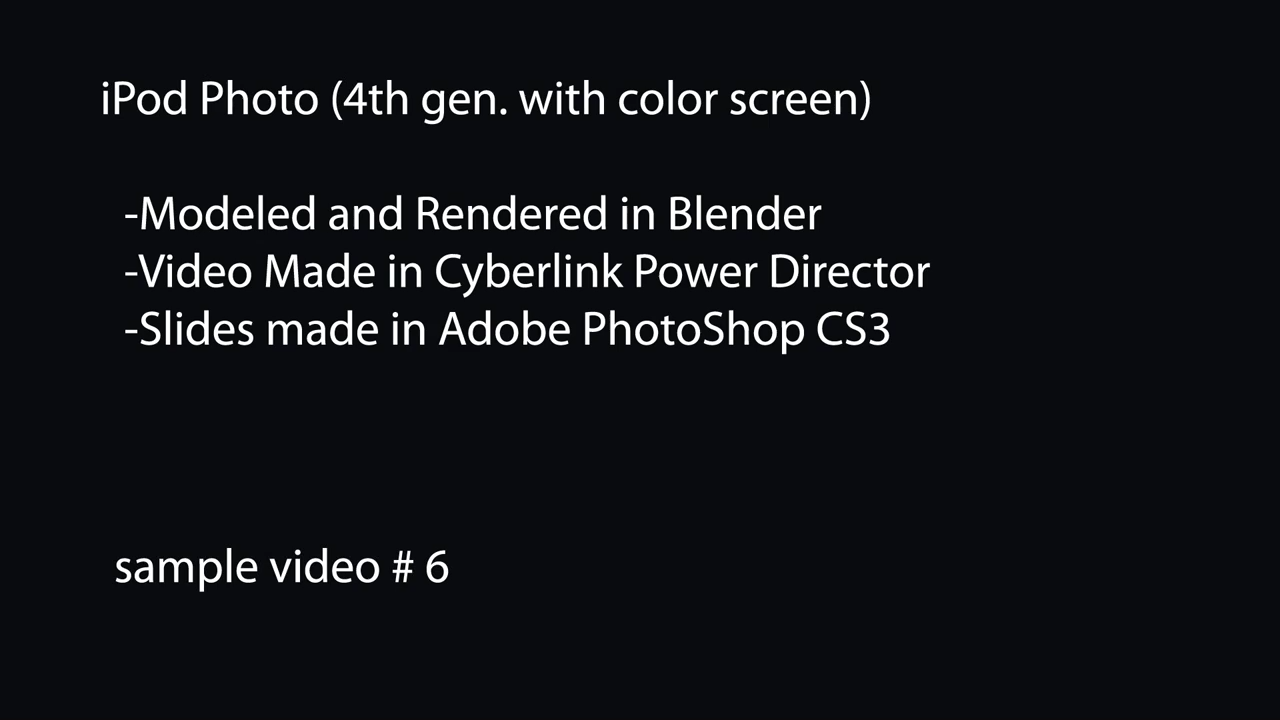 iPod Photo (4th gen. with color screen)
-Modeled and Rendered in Blender
-Video Made in Cyberlink Power Director
-Slides made in Adobe PhotoShop CS3
sample video # 6